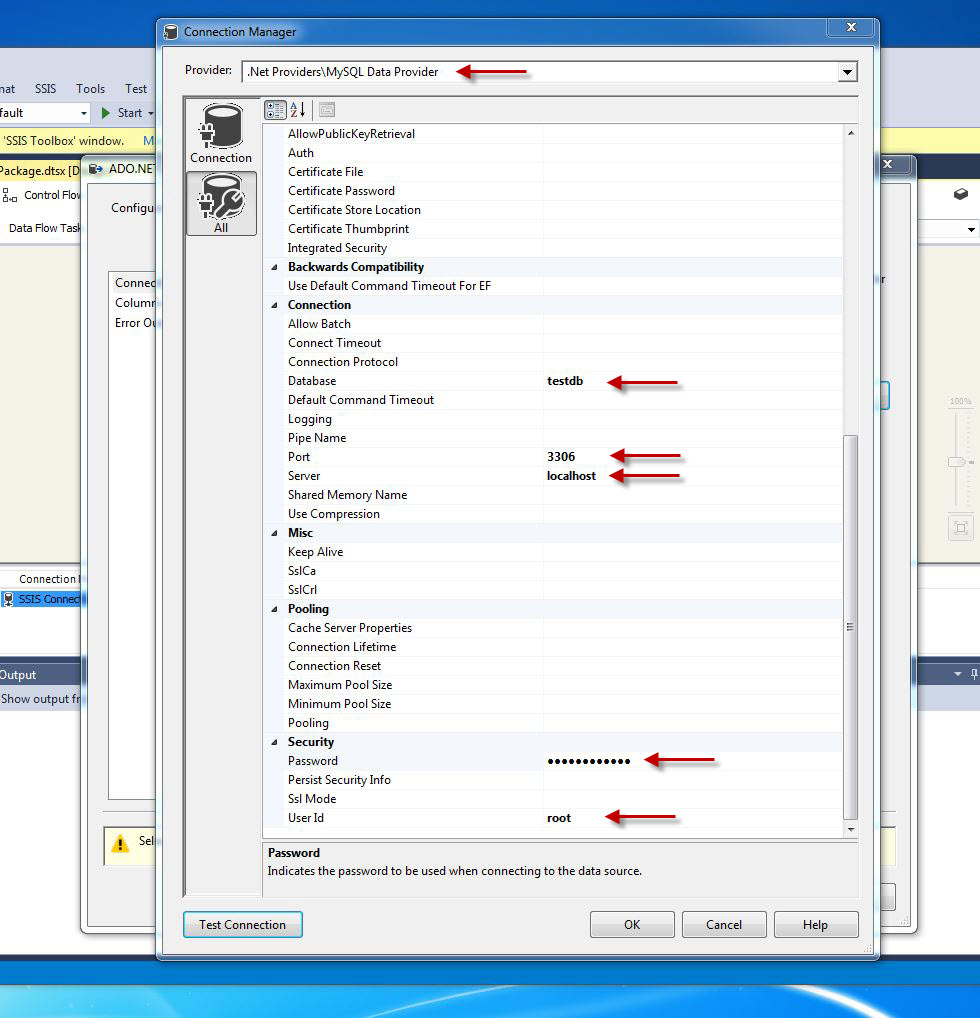 Connection Manager
Provider: .Net Providers\MySQL Data Provider
mat SSIS Tools Test
fault Start
'SSIS Toolbox' window. M
Package.dtsx [D
ADO.NET
Control Flow
Configu
Data Flow Task
Connec
Column
Error Ou
Connection
All
AllowPublicKeyRetrieval
Auth
Certificate File
Certificate Password
Certificate Store Location
Certificate Thumbprint
Integrated Security
Backwards Compatibility
Use Default Command Timeout For EF
Connection
Allow Batch
Connect Timeout
Connection Protocol
Database testdb
Default Command Timeout
Logging
Pipe Name
Port 3306
Server localhost
Shared Memory Name
Use Compression
Misc
Keep Alive
SslCa
SslCrl
Pooling
Cache Server Properties
Connection Lifetime
Connection Reset
Maximum Pool Size
Minimum Pool Size
Pooling
Security
Password ●●●●●●●●●●●●
Persist Security Info
Ssl Mode
User Id root
Password
Indicates the password to be used when connecting to the data source.
Test Connection OK Cancel Help
r
100%
Connection
SSIS Connec
Output
Show output fr
Sel